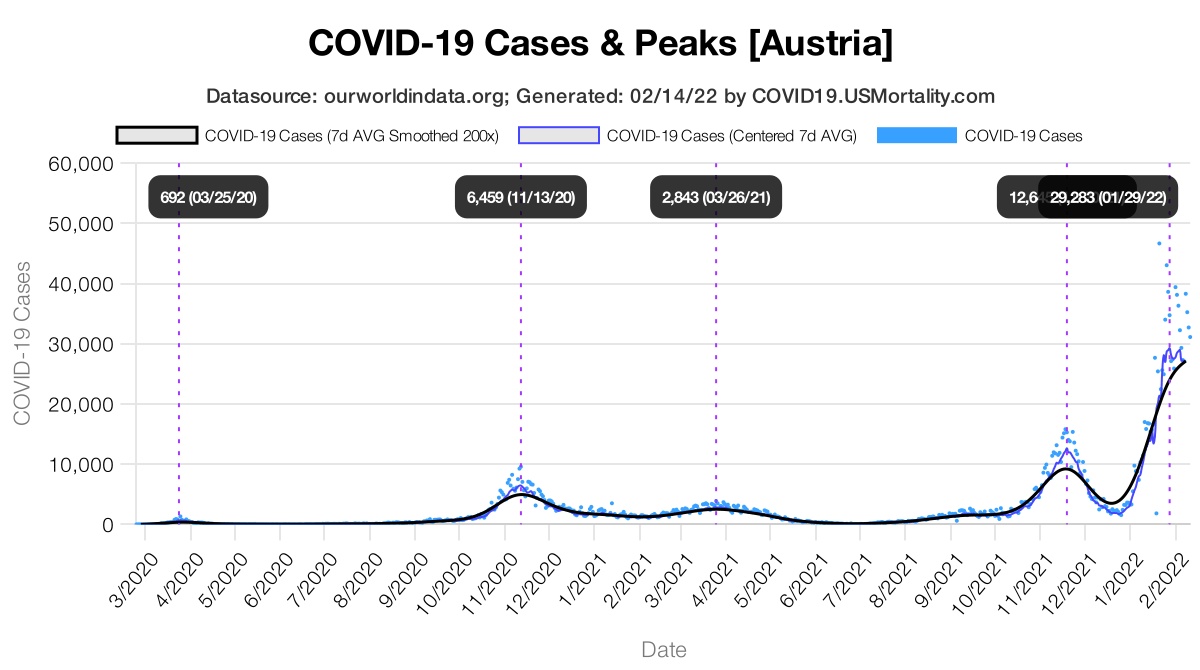 COVID-19 Cases & Peaks [Austria]
Datasource: ourworldindata.org; Generated: 02/14/22 by COVID19.USMortality.com
COVID-19 Cases (7d AVG Smoothed 200x) COVID-19 Cases (Centered 7d AVG) COVID-19 Cases
60,000
692 (03/25/20) 6,459 (11/13/20) 2,843 (03/26/21) 29,283 (01/29/22)
50,000
40,000
30,000
20,000
10,000
0
COVID-19 Cases
3/2020 4/2020 5/2020 6/2020 7/2020 8/2020 9/2020 10/2020 11/2020 12/2020 1/2021 2/2021 3/2021 4/2021 5/2021 6/2021 7/2021 8/2021 9/2021 10/2021 11/2021 12/2021 1/2022 2/2022
Date